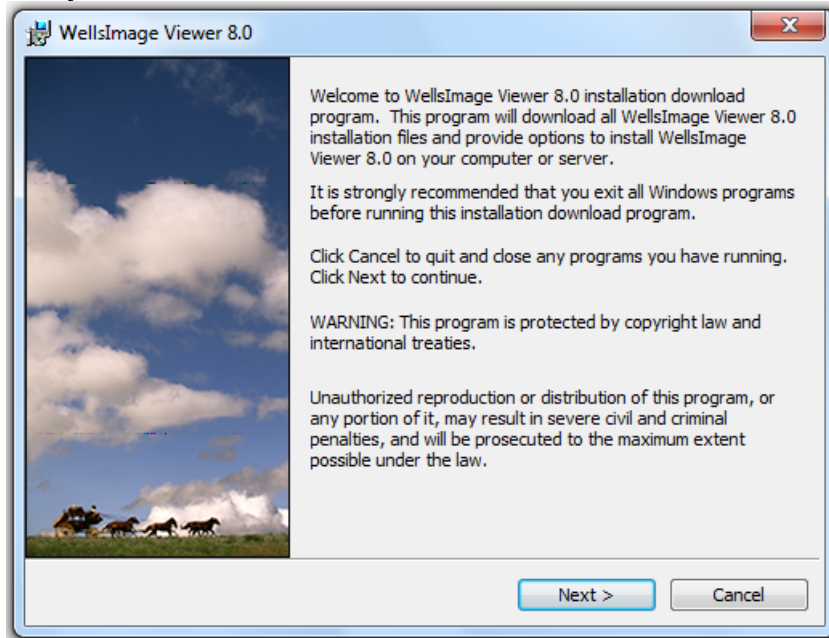 WellsImage Viewer 8.0
Welcome to WellsImage Viewer 8.0 installation download
program.  This program will download all WellsImage Viewer 8.0
installation files and provide options to install WellsImage
Viewer 8.0 on your computer or server.
It is strongly recommended that you exit all Windows programs
before running this installation download program.
Click Cancel to quit and close any programs you have running.
Click Next to continue.
WARNING: This program is protected by copyright law and
international treaties.
Unauthorized reproduction or distribution of this program, or
any portion of it, may result in severe civil and criminal
penalties, and will be prosecuted to the maximum extent
possible under the law.
Next >
Cancel